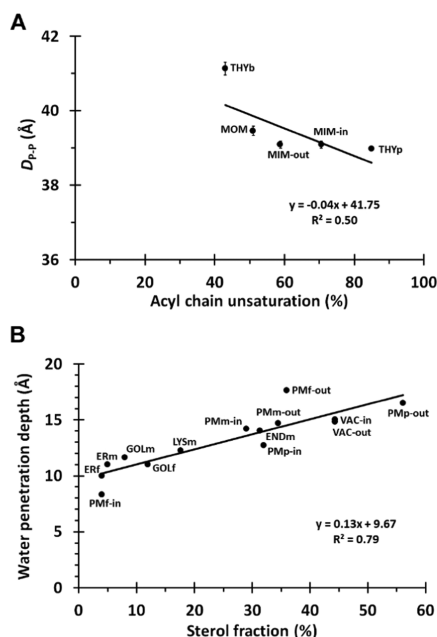 A
42
40
38
36
D_P-P (Å)
THYb
MOM
MIM-in
MIM-out
THYp
y = -0.04x + 41.75
R² = 0.50
0 20 40 60 80 100
Acyl chain unsaturation (%)
B
20
15
10
5
0
Water penetration depth (Å)
PMf-out
PMm-in PMm-out
VAC-in PMp-out
VAC-out
ENDm
PMp-in
LYSm
GOLm
ERm
ERf GOLf
PMf-in
y = 0.13x + 9.67
R² = 0.79
0 10 20 30 40 50 60
Sterol fraction (%)